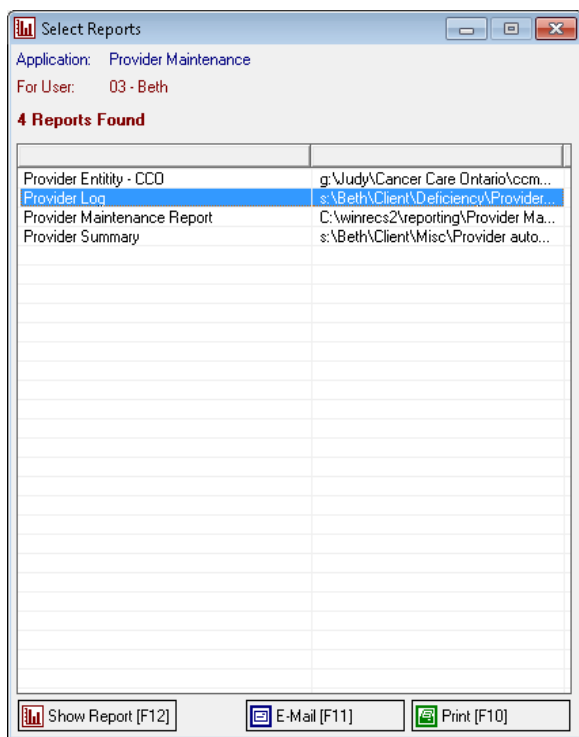 Select Reports
Application: Provider Maintenance
For User: 03 - Beth
4 Reports Found
Provider Entitity - CCO g:\Judy\Cancer Care Ontario\ccm...
Provider Log s:\Beth\Client\Deficiency\Provider...
Provider Maintenance Report C:\winrecs2\reporting\Provider Ma...
Provider Summary s:\Beth\Client\Misc\Provider auto...
Show Report [F12] E-Mail [F11] Print [F10]